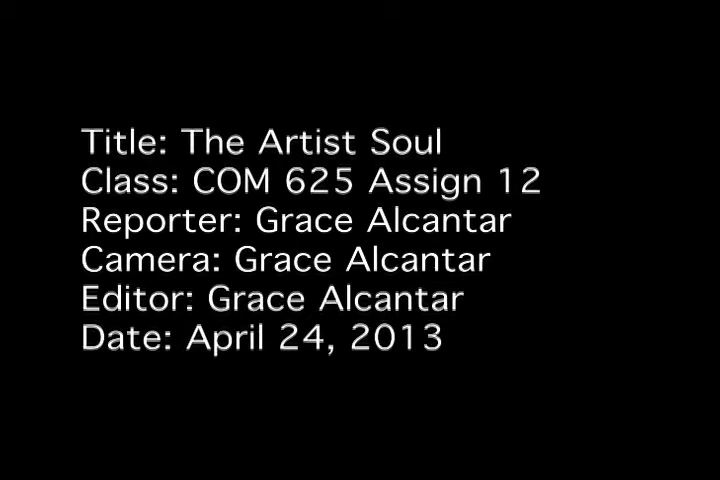 Title: The Artist Soul
Class: COM 625 Assign 12
Reporter: Grace Alcantar
Camera: Grace Alcantar
Editor: Grace Alcantar
Date: April 24, 2013